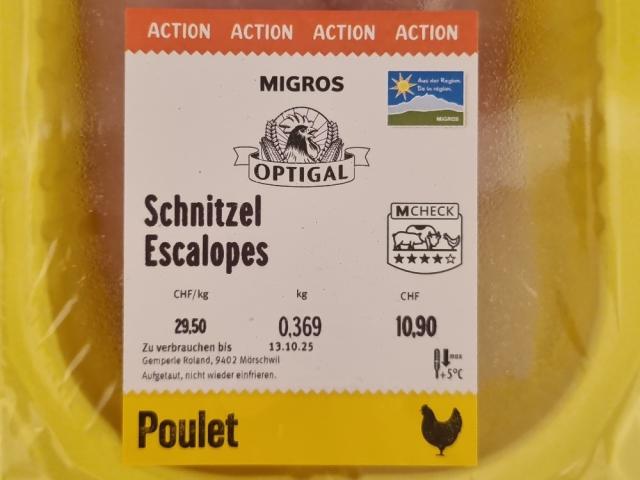 ACTION ACTION ACTION ACTION
MIGROS
Aus der Region.
De la région.
MIGROS
OPTIGAL
Schnitzel
Escalopes
MCHECK
CHF/kg kg CHF
29,50 0,369 10,90
Zu verbrauchen bis 13.10.25
Gemperle Roland, 9402 Mörschwil
Aufgetaut, nicht wieder einfrieren.
max
+5°C
Poulet